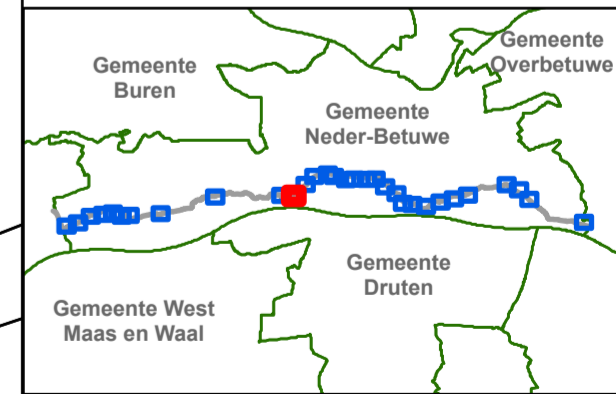 Gemeente
Overbetuwe
Gemeente
Buren
Gemeente
Neder-Betuwe
Gemeente
Druten
Gemeente West
Maas en Waal